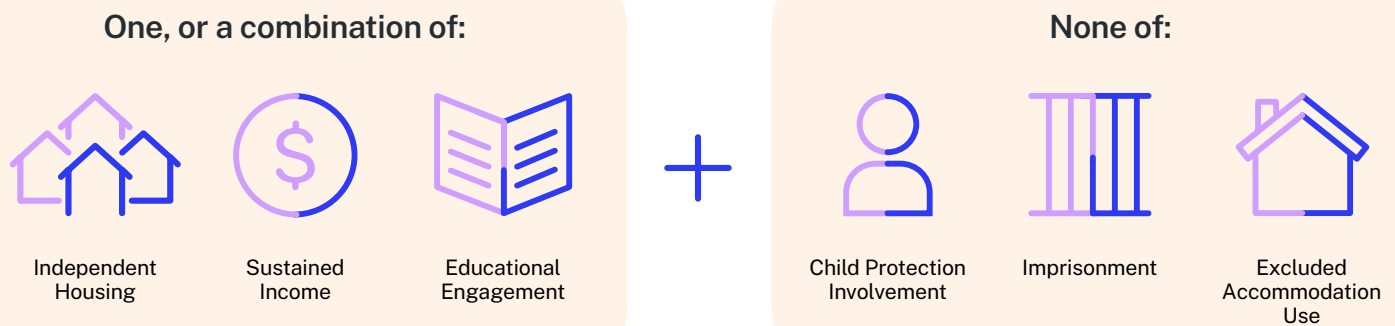 One, or a combination of:
Independent
Housing
Sustained
Income
Educational
Engagement
None of:
Child Protection
Involvement
Imprisonment
Excluded
Accommodation
Use